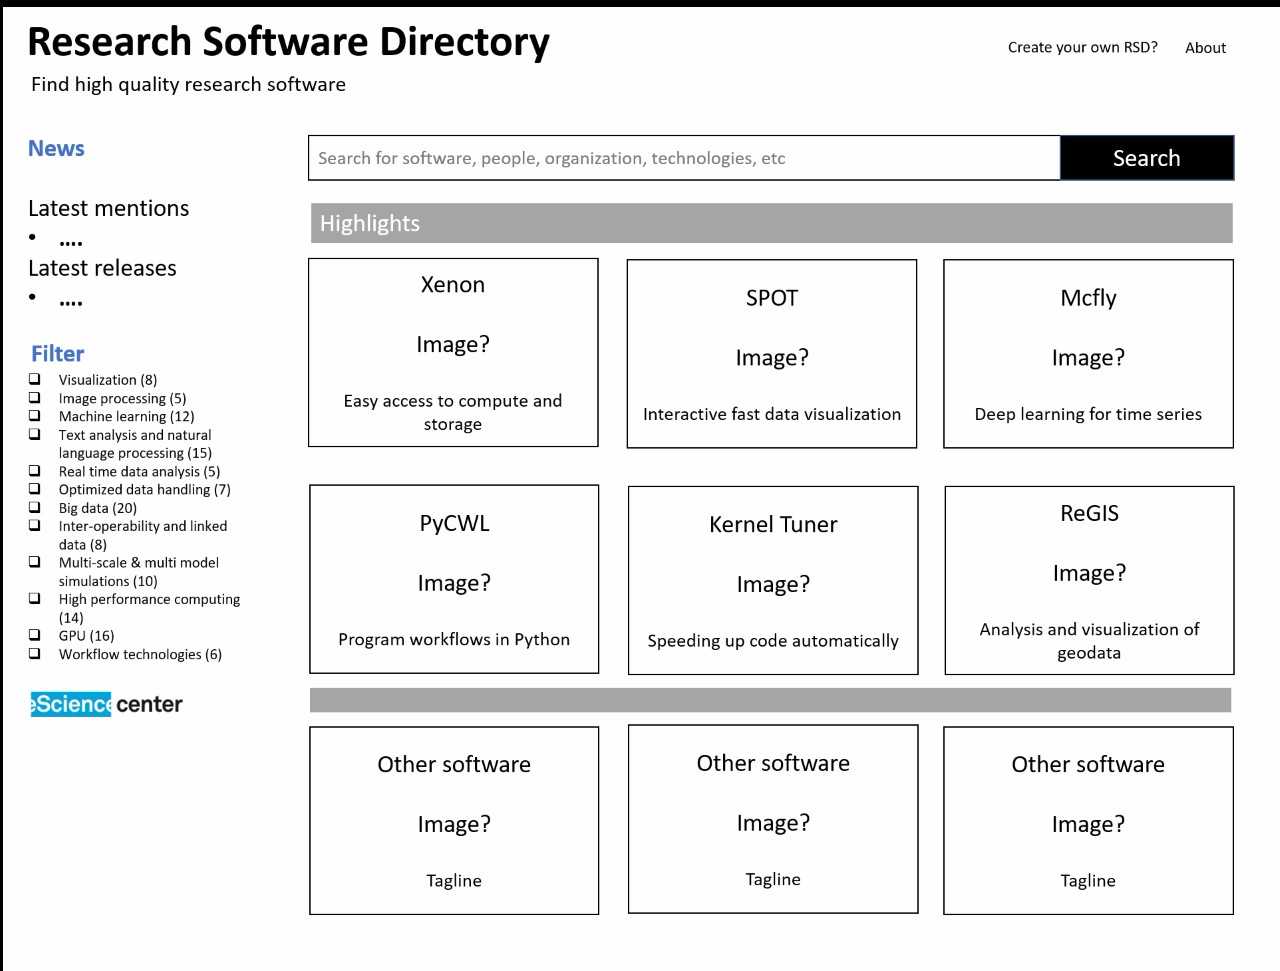 Research Software Directory
Create your own RSD? About
Find high quality research software
News
Latest mentions
• ....
Latest releases
• ....
Filter
❑ Visualization (8)
❑ Image processing (5)
❑ Machine learning (12)
❑ Text analysis and natural
language processing (15)
❑ Real time data analysis (5)
❑ Optimized data handling (7)
❑ Big data (20)
❑ Inter-operability and linked
data (8)
❑ Multi-scale & multi model
simulations (10)
❑ High performance computing
(14)
❑ GPU (16)
❑ Workflow technologies (6)
eScience center
Search for software, people, organization, technologies, etc
Search
Highlights
Xenon
Image?
Easy access to compute and
storage
SPOT
Image?
Interactive fast data visualization
Mcfly
Image?
Deep learning for time series
PyCWL
Image?
Program workflows in Python
Kernel Tuner
Image?
Speeding up code automatically
ReGIS
Image?
Analysis and visualization of
geodata
Other software
Image?
Tagline
Other software
Image?
Tagline
Other software
Image?
Tagline